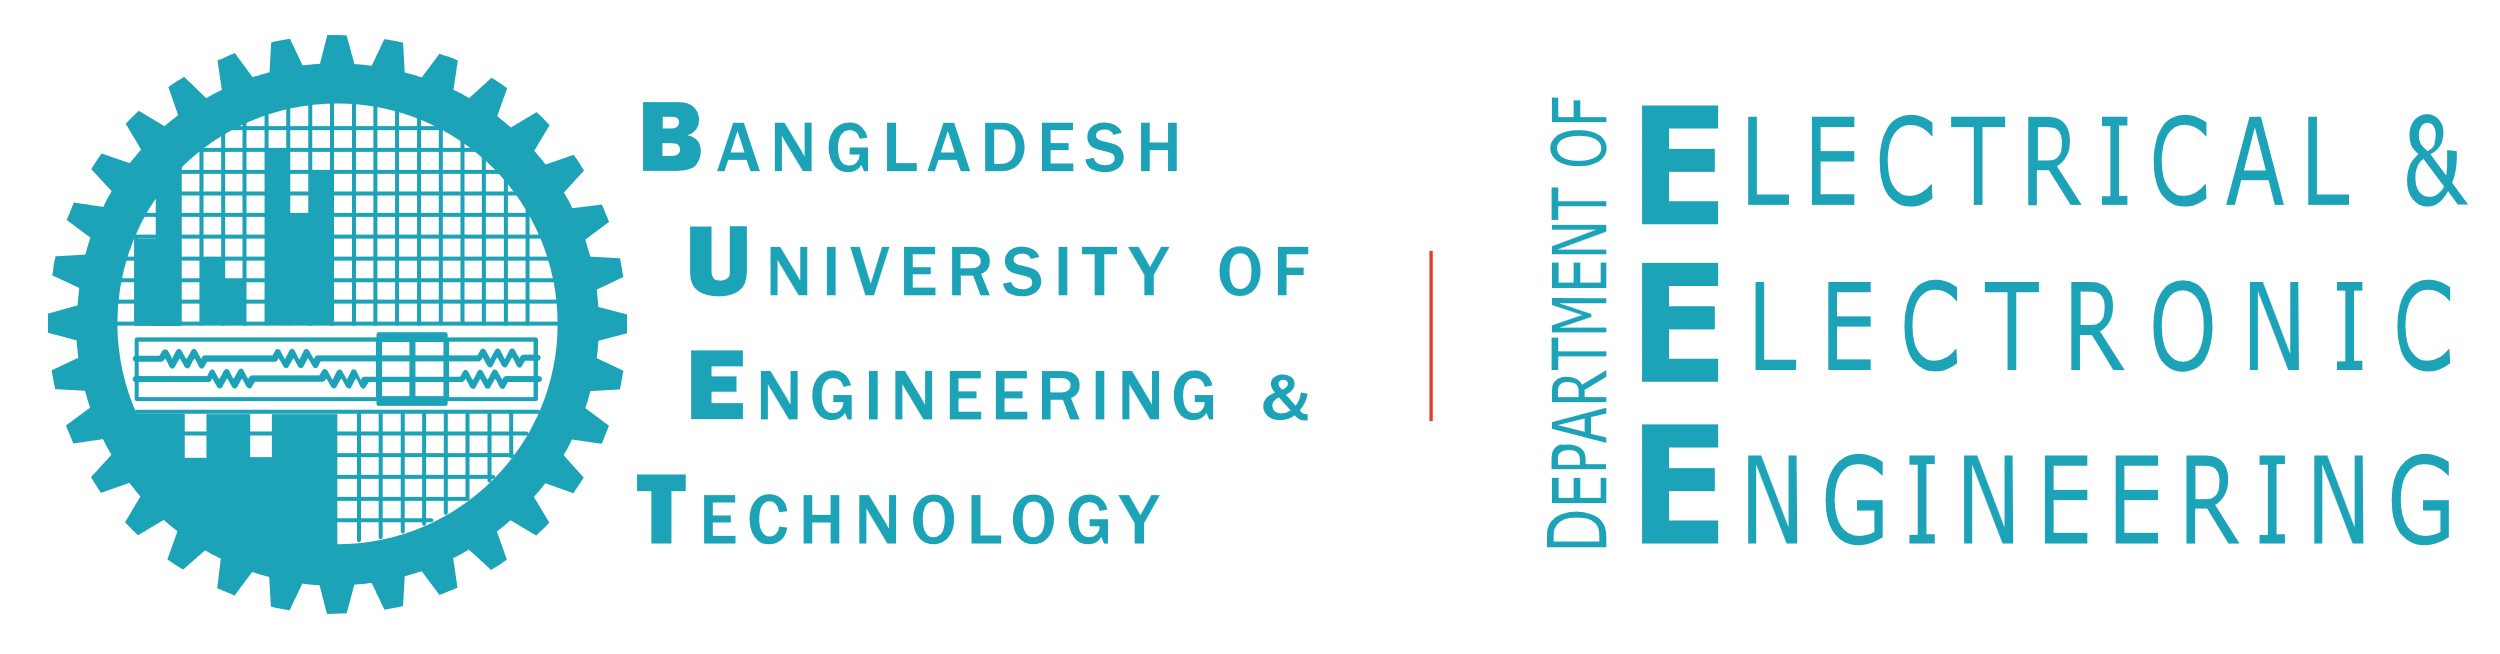 BANGLADESH
UNIVERSITY OF
ENGINEERING &
TECHNOLOGY
DEPARTMENT OF
ELECTRICAL &
ELECTRONIC
ENGINEERING